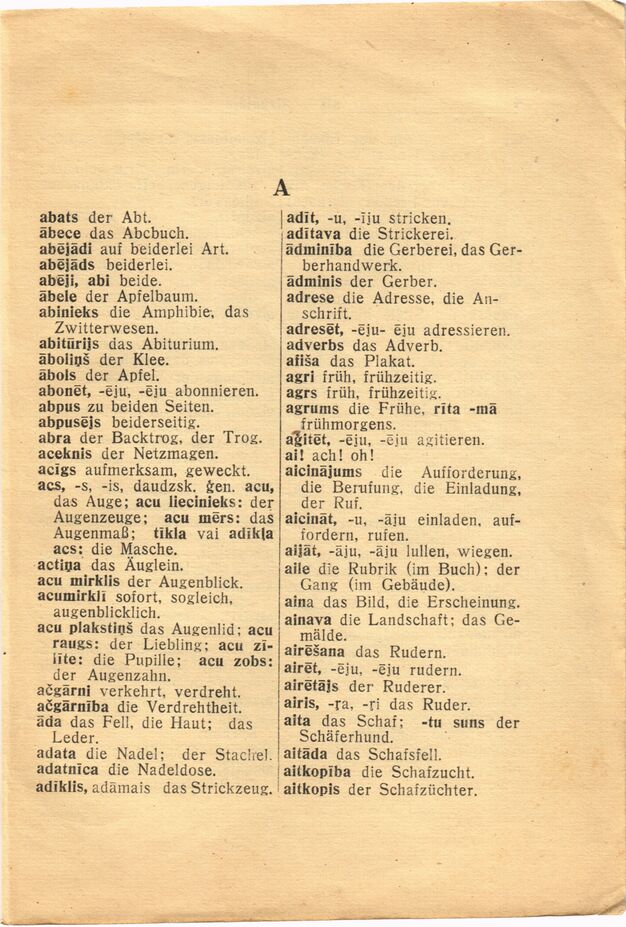 A
abats der Abt.
ābece das Abcbuch.
abējādi auf beiderlei Art.
abējāds beiderlei.
abēji, abi beide.
ābele der Apfelbaum.
abinieks die Amphibie, das
Zwitterwesen.
abitūrijs das Abiturium.
āboliņš der Klee.
ābols der Apfel.
abonēt, -ēju, -ēju abonnieren.
abpus zu beiden Seiten.
abpusējs beiderseitig.
abra der Backtrog, der Trog.
aceknis der Netzmagen.
acīgs aufmerksam, geweckt.
acs, -s, -is, daudzsk. ģen. acu,
das Auge; acu liecinieks: der
Augenzeuge; acu mērs: das
Augenmaß; tīkla vai adīkļa
acs: die Masche.
actiņa das Äuglein.
acu mirklis der Augenblick.
acumirklī sofort, sogleich,
augenblicklich.
acu plakstiņš das Augenlid; acu
raugs: der Liebling; acu zī-
līte: die Pupille; acu zobs:
der Augenzahn.
ačgārni verkehrt, verdreht.
ačgārnība die Verdrehtheit.
āda das Fell, die Haut; das
Leder.
adata die Nadel; der Stachel.
adatnīca die Nadeldose.
adīklis, adāmais das Strickzeug.
adīt, -u, -īju stricken.
adītava die Strickerei.
ādminība die Gerberei, das Ger-
berhandwerk.
ādminis der Gerber.
adrese die Adresse, die An-
schrift.
adresēt, -ēju- ēju adressieren.
adverbs das Adverb.
afiša das Plakat.
agri früh, frühzeitig.
agrs früh, frühzeitig.
agrums die Frühe, rīta -mā
frühmorgens.
aģitēt, -ēju, -ēju agitieren.
ai! ach! oh!
aicinājums die Aufforderung,
die Berufung, die Einladung,
der Ruf.
aicināt, -u, -āju einladen, auf-
fordern, rufen.
aijāt, -āju, -āju lullen, wiegen.
aile die Rubrik (im Buch); der
Gang (im Gebäude).
aina das Bild, die Erscheinung.
ainava die Landschaft; das Ge-
mälde.
airēšana das Rudern.
airēt, -ēju, -ēju rudern.
airētājs der Ruderer.
airis, -ŗa, -ŗi das Ruder.
aita das Schaf; -tu suns der
Schäferhund.
aitāda das Schafsfell.
aitkopība die Schafzucht.
aitkopis der Schafzüchter.